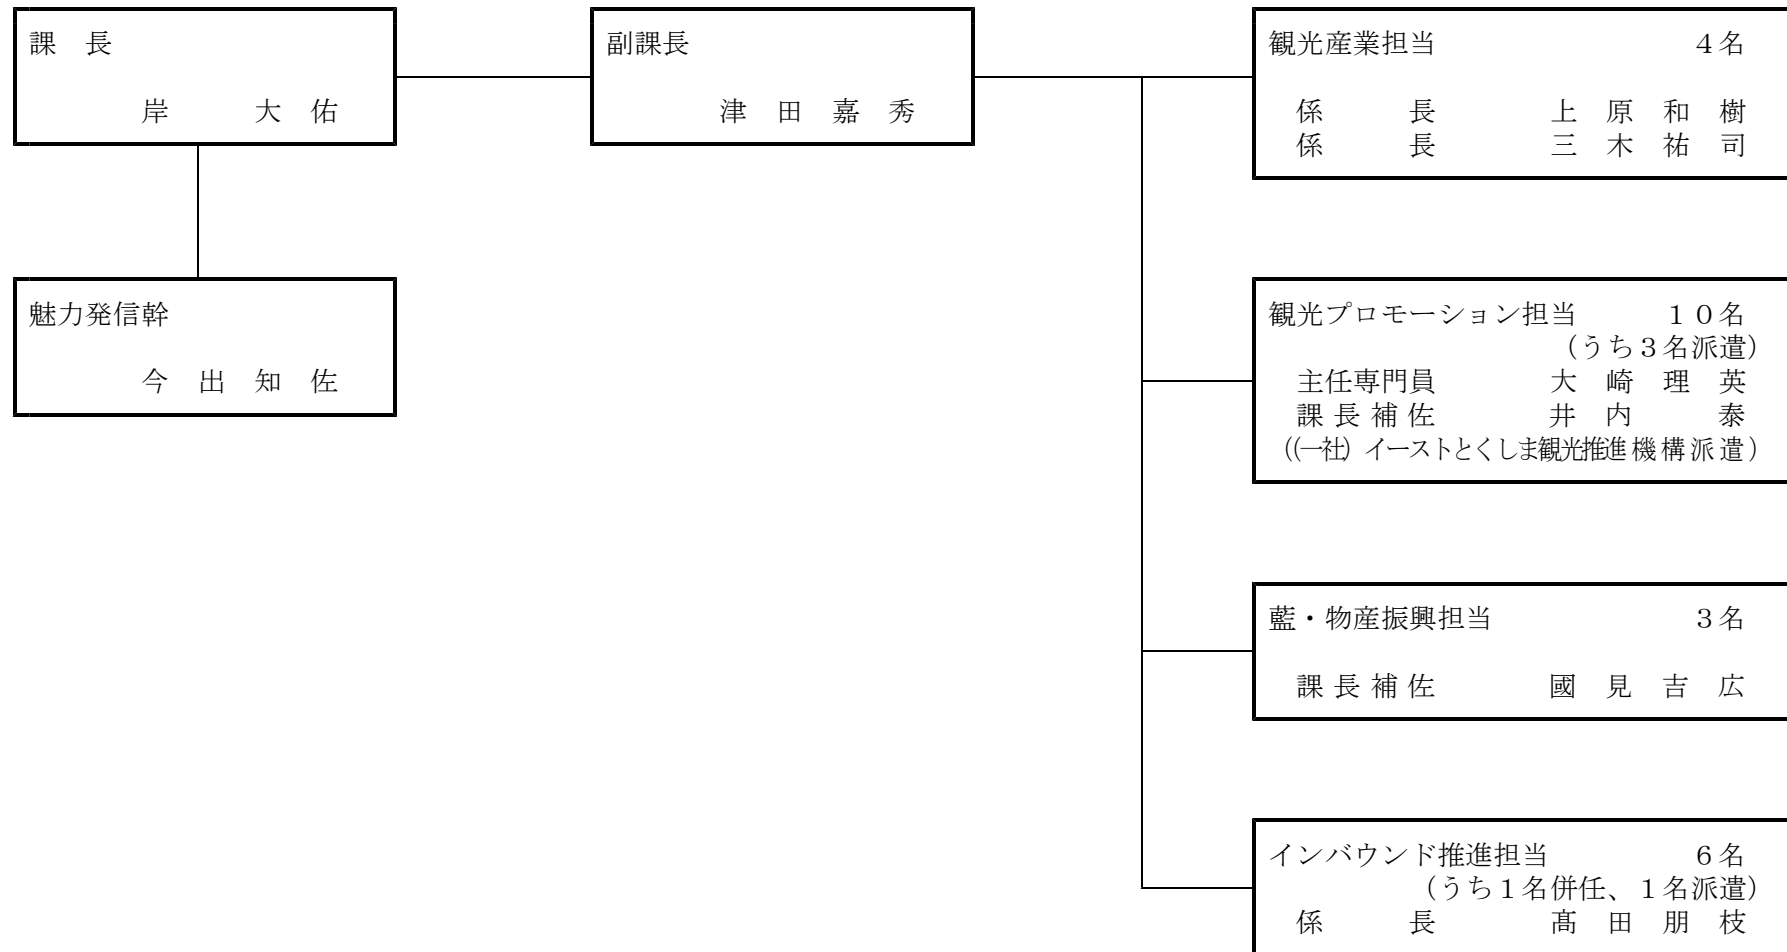 課　長
岸　　大　佑
魅力発信幹
今　出　知　佐
副課長
津　田　嘉　秀
観光産業担当　４名
係　　長　上　原　和　樹
係　　長　三　木　祐　司
観光プロモーション担当　１０名
（うち３名派遣）
主任専門員　大　崎　理　英
課長補佐　井　内　　泰
（(一社) イーストとくしま観光推進機構派遣）
藍・物産振興担当　３名
課長補佐　國　見　吉　広
インバウンド推進担当　６名
（うち１名併任、１名派遣）
係　　長　髙　田　朋　枝